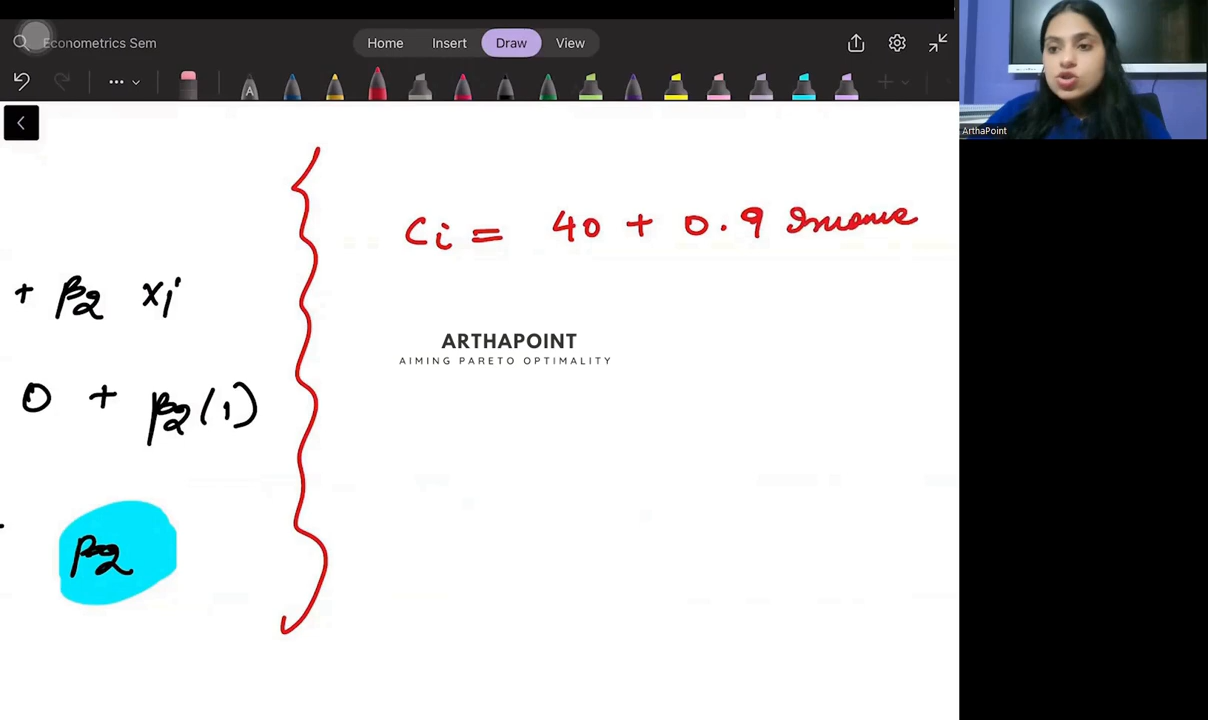 Econometrics Sem
Home Insert Draw View
A
ArthaPoint
Ci = 40 + 0.9 Income
+ β2 Xi
ARTHAPOINT
AIMING PARETO OPTIMALITY
0 + β2(1)
β2